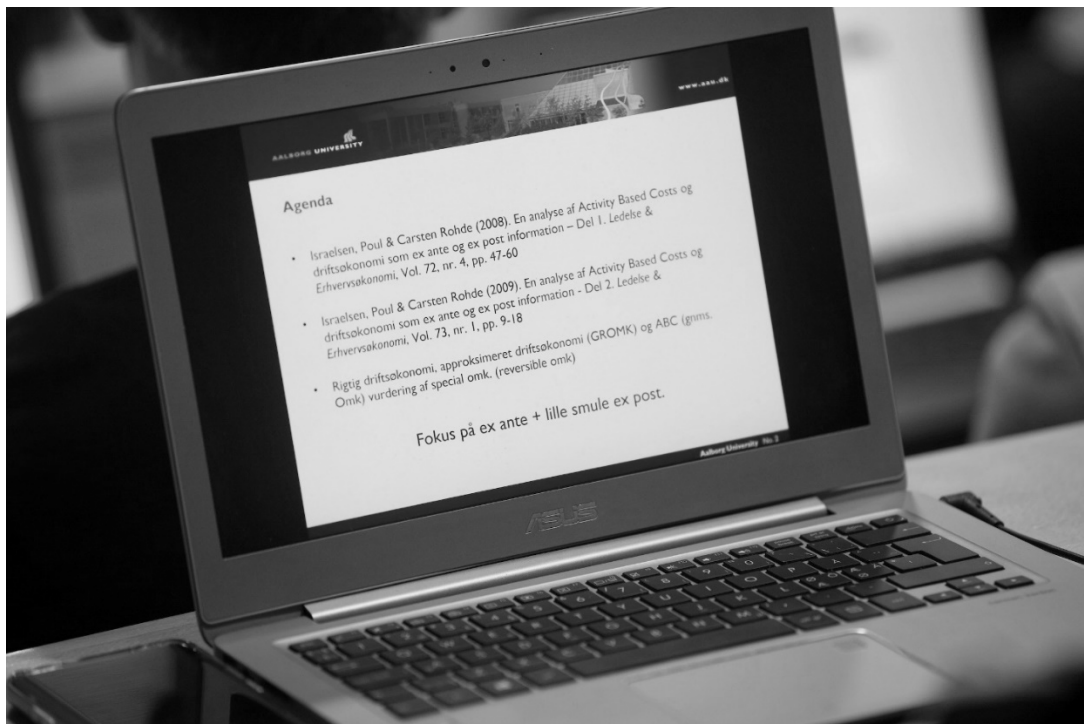 AALBORG UNIVERSITY
www.aau.dk
Agenda
• Israelsen, Poul & Carsten Rohde (2008). En analyse af Activity Based Costs og
driftsøkonomi som ex ante og ex post information – Del 1. Ledelse &
Erhvervsøkonomi, Vol. 72, nr. 4, pp. 47-60
• Israelsen, Poul & Carsten Rohde (2009). En analyse af Activity Based Costs og
driftsøkonomi som ex ante og ex post information - Del 2. Ledelse &
Erhvervsøkonomi, Vol. 73, nr. 1, pp. 9-18
• Rigtig driftsøkonomi, approksimeret driftsøkonomi (GROMK) og ABC (gnms.
Omk) vurdering af special omk. (reversible omk)
Fokus på ex ante + lille smule ex post.
Aalborg University No. 2
ASUS